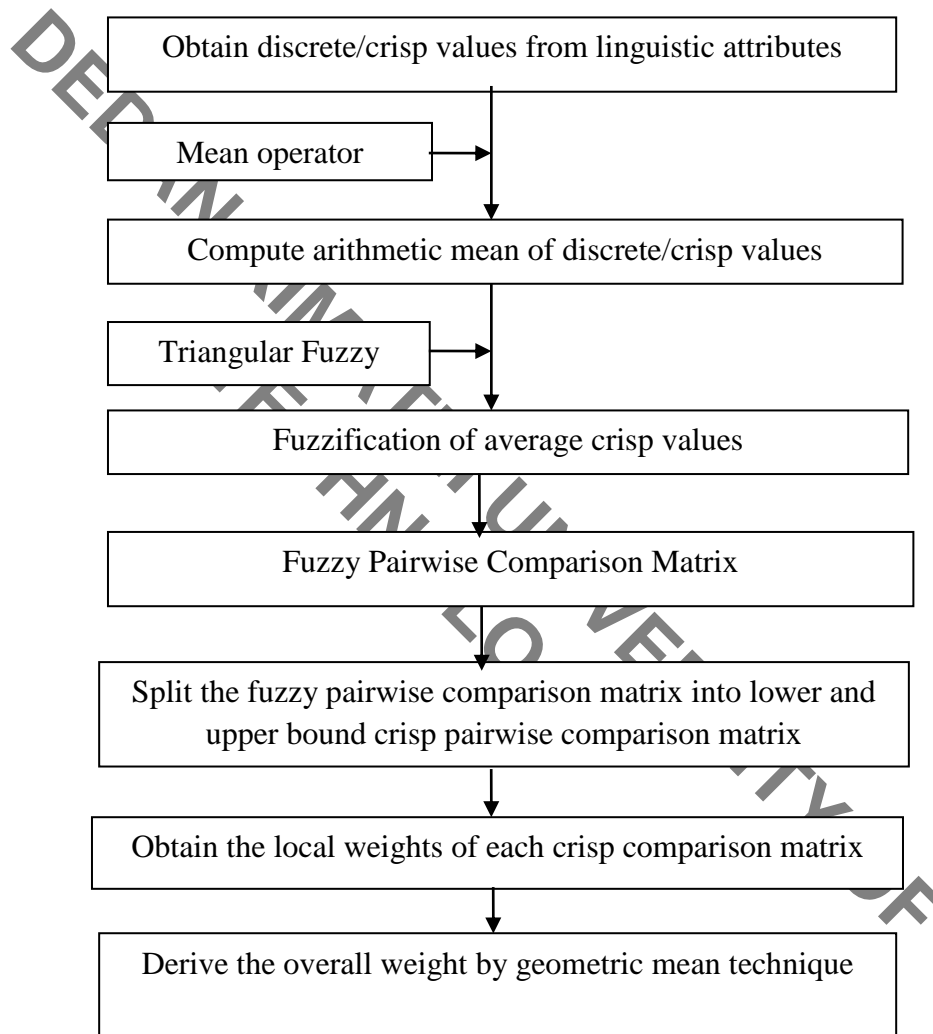 Obtain discrete/crisp values from linguistic attributes
Mean operator
Compute arithmetic mean of discrete/crisp values
Triangular Fuzzy
Fuzzification of average crisp values
Fuzzy Pairwise Comparison Matrix
Split the fuzzy pairwise comparison matrix into lower and
upper bound crisp pairwise comparison matrix
Obtain the local weights of each crisp comparison matrix
Derive the overall weight by geometric mean technique